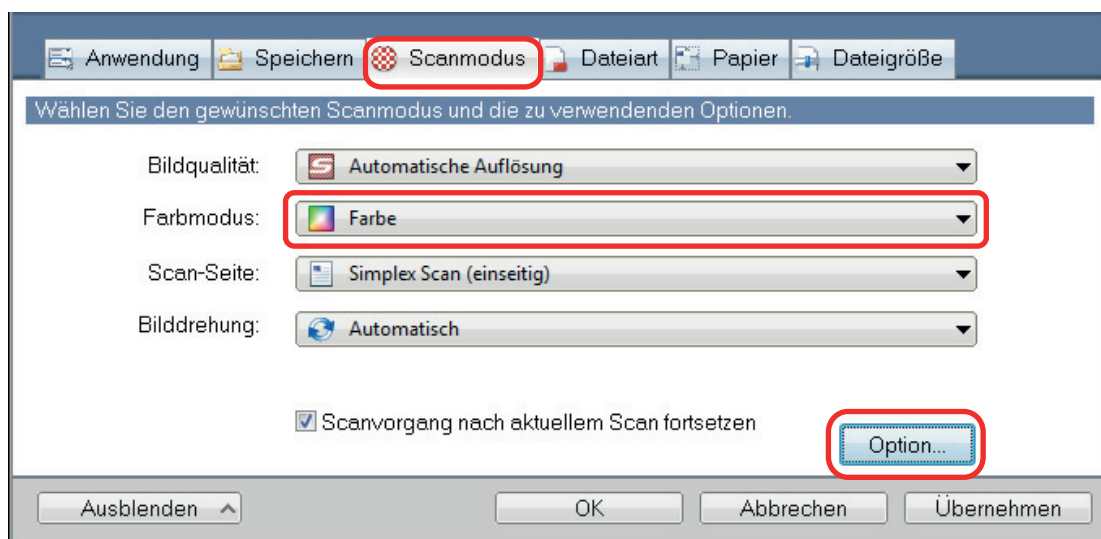 Anwendung Speichern Scanmodus Dateiart Papier Dateigröße
Wählen Sie den gewünschten Scanmodus und die zu verwendenden Optionen.
Bildqualität: Automatische Auflösung
Farbmodus: Farbe
Scan-Seite: Simplex Scan (einseitig)
Bilddrehung: Automatisch
Scanvorgang nach aktuellem Scan fortsetzen
Option...
Ausblenden OK Abbrechen Übernehmen